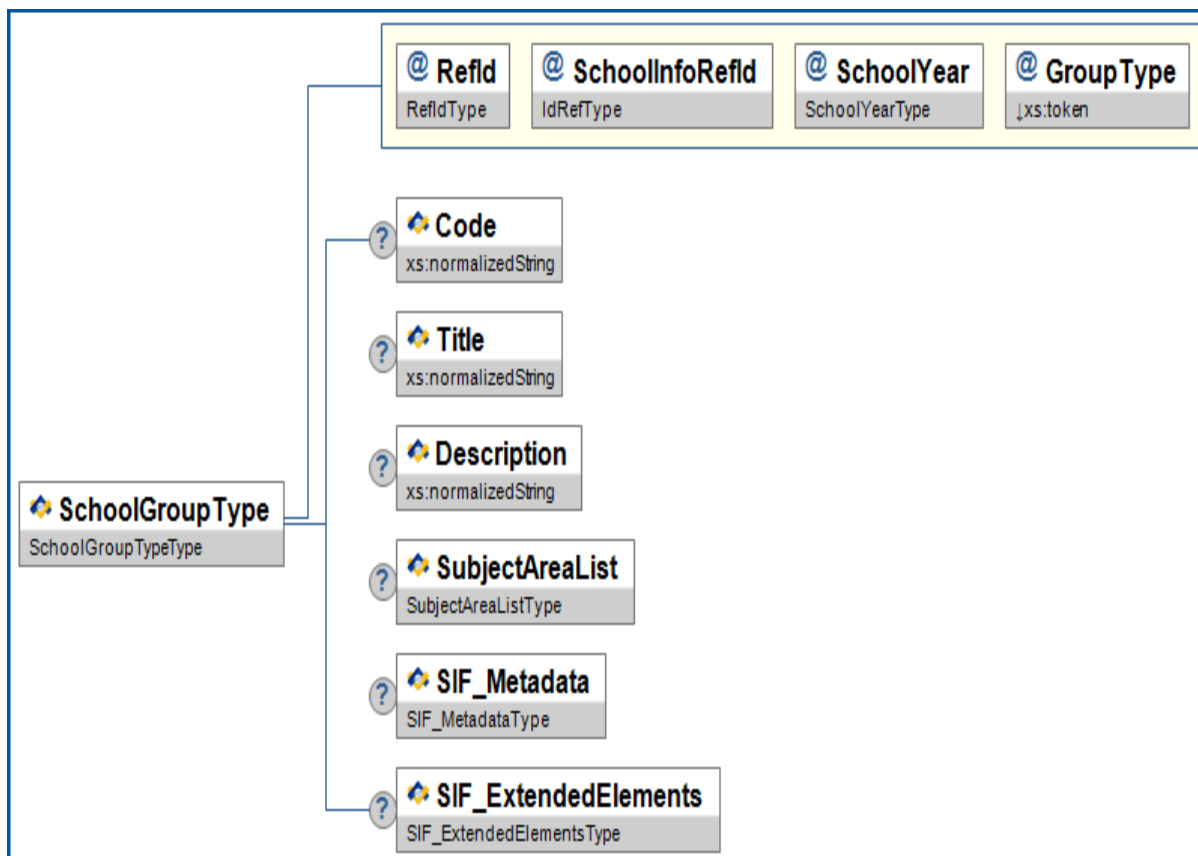 @ RefId
RefIdType
@ SchoolInfoRefId
IdRefType
@ SchoolYear
SchoolYearType
@ GroupType
↓xs:token
? Code
xs:normalizedString
? Title
xs:normalizedString
? Description
xs:normalizedString
SchoolGroupType
SchoolGroupTypeType
? SubjectAreaList
SubjectAreaListType
? SIF_Metadata
SIF_MetadataType
? SIF_ExtendedElements
SIF_ExtendedElementsType